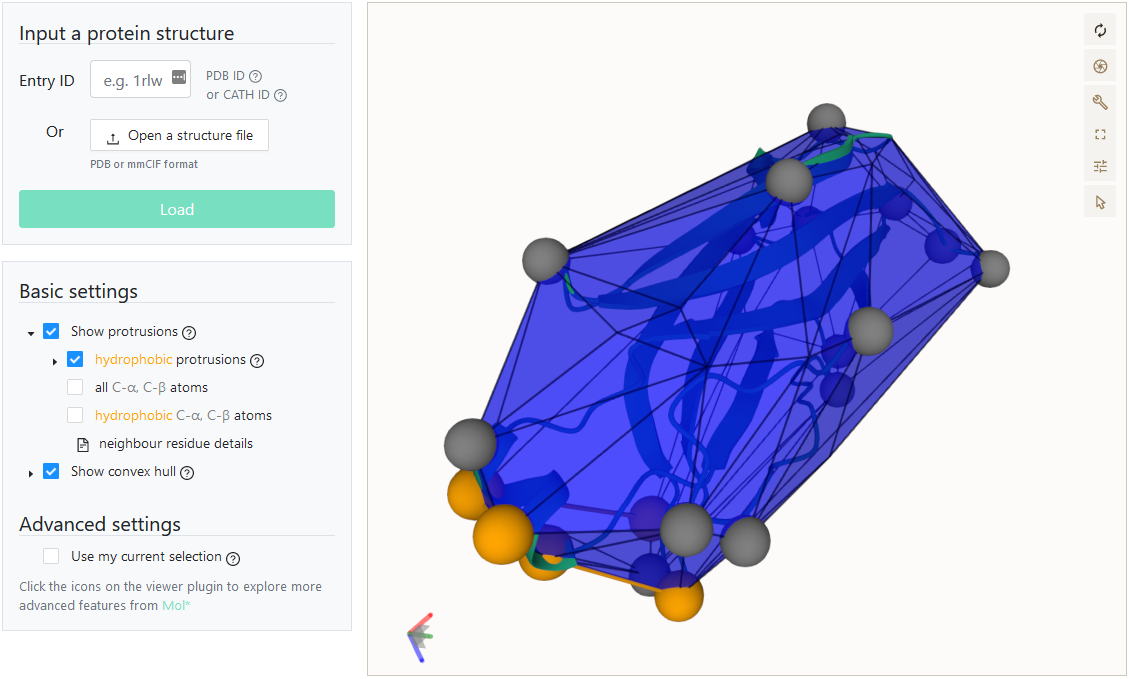 Input a protein structure
Entry ID
e.g. 1rlw
PDB ID ?
or CATH ID ?
Or
Open a structure file
PDB or mmCIF format
Load
Basic settings
Show protrusions ?
hydrophobic protrusions ?
all C-α, C-β atoms
hydrophobic C-α, C-β atoms
neighbour residue details
Show convex hull ?
Advanced settings
Use my current selection ?
Click the icons on the viewer plugin to explore more
advanced features from Mol*